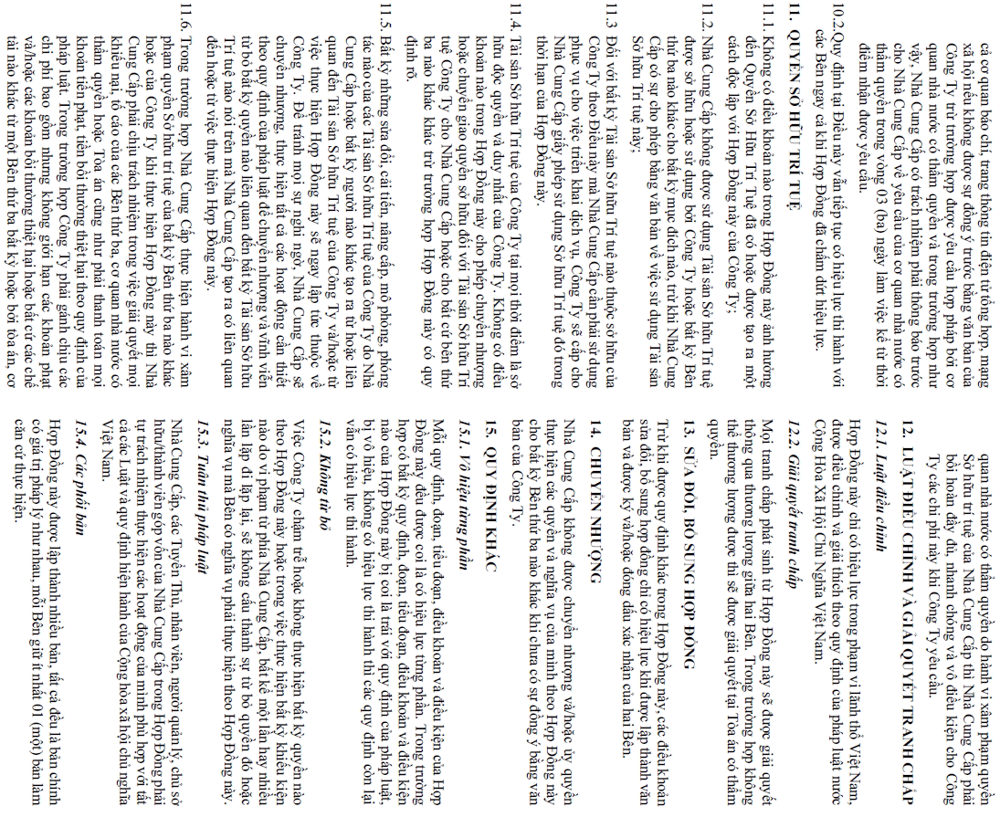 cả cơ quan báo chí, trang thông tin điện tử tổng hợp, mạng
xã hội nếu không được sự đồng ý trước bằng văn bản của
Công Ty trừ trường hợp được yêu cầu hợp pháp bởi cơ
quan nhà nước có thẩm quyền và trong trường hợp như
vậy, Nhà Cung Cấp có trách nhiệm phải thông báo trước
cho Nhà Cung Cấp về yêu cầu của cơ quan nhà nước có
thẩm quyền trong vòng 03 (ba) ngày làm việc kể từ thời
điểm nhận được yêu cầu.
10.2.Quy định tại Điều này vẫn tiếp tục có hiệu lực thi hành với
các Bên ngay cả khi Hợp Đồng đã chấm dứt hiệu lực.
11. QUYỀN SỞ HỮU TRÍ TUỆ
11.1. Không có điều khoản nào trong Hợp Đồng này ảnh hưởng
đến Quyền Sở Hữu Trí Tuệ đã có hoặc được tạo ra một
cách độc lập với Hợp Đồng này của Công Ty;
11.2. Nhà Cung Cấp không được sử dụng Tài sản Sở hữu Trí tuệ
được sở hữu hoặc sử dụng bởi Công Ty hoặc bất kỳ Bên
thứ ba nào khác cho bất kỳ mục đích nào, trừ khi Nhà Cung
Cấp có sự cho phép bằng văn bản về việc sử dụng Tài sản
Sở hữu Trí tuệ này;
11.3 Đối với bất kỳ Tài sản Sở hữu Trí tuệ nào thuộc sở hữu của
Công Ty theo Điều này mà Nhà Cung Cấp cần phải sử dụng
phục vụ cho việc triển khai dịch vụ, Công Ty sẽ cấp cho
Nhà Cung Cấp giấy phép sử dụng Sở hữu Trí tuệ đó trong
thời hạn của Hợp Đồng này.
11.4. Tài sản Sở hữu Trí tuệ của Công Ty tại mọi thời điểm là sở
hữu độc quyền và duy nhất của Công Ty. Không có điều
khoản nào trong Hợp Đồng này cho phép chuyển nhượng
hoặc chuyển giao quyền sở hữu đối với Tài sản Sở hữu Trí
tuệ Công Ty cho Nhà Cung Cấp hoặc cho bất cứ bên thứ
ba nào khác khác trừ trường hợp Hợp Đồng này có quy
định rõ.
11.5. Bất kỳ những sửa đổi, cải tiến, nâng cấp, mô phỏng, phóng
tác nào của các Tài sản Sở hữu Trí tuệ của Công Ty do Nhà
Cung Cấp hoặc bất kỳ người nào khác tạo ra từ hoặc liên
quan đến Tài sản Sở hữu Trí tuệ của Công Ty và/hoặc từ
việc thực hiện Hợp Đồng này sẽ ngay lập tức thuộc về
Công Ty. Để tránh mọi sự nghi ngờ, Nhà Cung Cấp sẽ
chuyển nhượng, thực hiện tất cả các hoạt động cần thiết
theo quy định của pháp luật để chuyển nhượng và vĩnh viễn
từ bỏ bất kỳ quyền nào liên quan đến bất kỳ Tài sản Sở hữu
Trí tuệ nào nói trên mà Nhà Cung Cấp tạo ra có liên quan
đến hoặc từ việc thực hiện Hợp Đồng này.
11.6. Trong trường hợp Nhà Cung Cấp thực hiện hành vi xâm
phạm quyền Sở hữu trí tuệ của bất kỳ Bên thứ ba nào khác
hoặc của Công Ty khi thực hiện Hợp Đồng này thì Nhà
Cung Cấp phải chịu trách nhiệm trong việc giải quyết mọi
khiếu nại, tố cáo của các Bên thứ ba, cơ quan nhà nước có
thẩm quyền hoặc Tòa án cũng như phải thanh toán mọi
khoản tiền phạt, tiền bồi thường thiệt hại theo quy định của
pháp luật. Trong trường hợp Công Ty phải gánh chịu các
chi phí bao gồm nhưng không giới hạn các khoản phạt
và/hoặc các khoản bồi thường thiệt hại hoặc bất cứ các chế
tài nào khác từ một Bên thứ ba bất kỳ hoặc bởi tòa án, cơ
quan nhà nước có thẩm quyền do hành vi xâm phạm quyền
Sở hữu trí tuệ của Nhà Cung Cấp thì Nhà Cung Cấp phải
bồi hoàn đầy đủ, nhanh chóng và vô điều kiện cho Công
Ty các chi phí này khi Công Ty yêu cầu.
12. LUẬT ĐIỀU CHỈNH VÀ GIẢI QUYẾT TRANH CHẤP
12.1. Luật điều chỉnh
Hợp Đồng này chỉ có hiệu lực trong phạm vi lãnh thổ Việt Nam,
được điều chỉnh và giải thích theo quy định của pháp luật nước
Cộng Hòa Xã Hội Chủ Nghĩa Việt Nam.
12.2. Giải quyết tranh chấp
Mọi tranh chấp phát sinh từ Hợp Đồng này sẽ được giải quyết
thông qua thương lượng giữa hai Bên. Trong trường hợp không
thể thương lượng được thì sẽ được giải quyết tại Tòa án có thẩm
quyền.
13. SỬA ĐỔI, BỔ SUNG HỢP ĐỒNG
Trừ khi được quy định khác trong Hợp Đồng này, các điều khoản
sửa đổi, bổ sung hợp đồng chỉ có hiệu lực khi được lập thành văn
bản và được ký và/hoặc đóng dấu xác nhận của hai Bên.
14. CHUYỂN NHƯỢNG
Nhà Cung Cấp không được chuyển nhượng và/hoặc ủy quyền
thực hiện các quyền và nghĩa vụ của mình theo Hợp Đồng này
cho bất kỳ Bên thứ ba nào khác khi chưa có sự đồng ý bằng văn
bản của Công Ty.
15. QUY ĐỊNH KHÁC
15.1. Vô hiệu từng phần
Mỗi quy định, đoạn, tiểu đoạn, điều khoản và điều kiện của Hợp
Đồng này đều được coi là có hiệu lực từng phần. Trong trường
hợp có bất kỳ quy định, đoạn, tiểu đoạn, điều khoản và điều kiện
nào của Hợp Đồng này bị coi là trái với quy định của pháp luật,
bị vô hiệu, không có hiệu lực thi hành thì các quy định còn lại
vẫn có hiệu lực thi hành.
15.2. Không từ bỏ
Việc Công Ty chậm trễ hoặc không thực hiện bất kỳ quyền nào
theo Hợp Đồng này hoặc trong việc thực hiện bất kỳ khiếu kiện
nào do vi phạm từ phía Nhà Cung Cấp, bất kể một lần hay nhiều
lần lặp đi lặp lại, sẽ không cấu thành sự từ bỏ quyền đó hoặc
nghĩa vụ mà Bên có nghĩa vụ phải thực hiện theo Hợp Đồng này.
15.3. Tuân thủ pháp luật
Nhà Cung Cấp, các Tuyển Thủ, nhân viên, người quản lý, chủ sở
hữu/thành viên góp vốn của Nhà Cung Cấp trong Hợp Đồng phải
tự trách nhiệm thực hiện các hoạt động của mình phù hợp với tất
cả các Luật và quy định hiện hành của Cộng hòa xã hội chủ nghĩa
Việt Nam.
15.4. Các phối bản
Hợp Đồng này được lập thành nhiều bản, tất cả đều là bản chính
có giá trị pháp lý như nhau, mỗi Bên giữ ít nhất 01 (một) bản làm
căn cứ thực hiện.